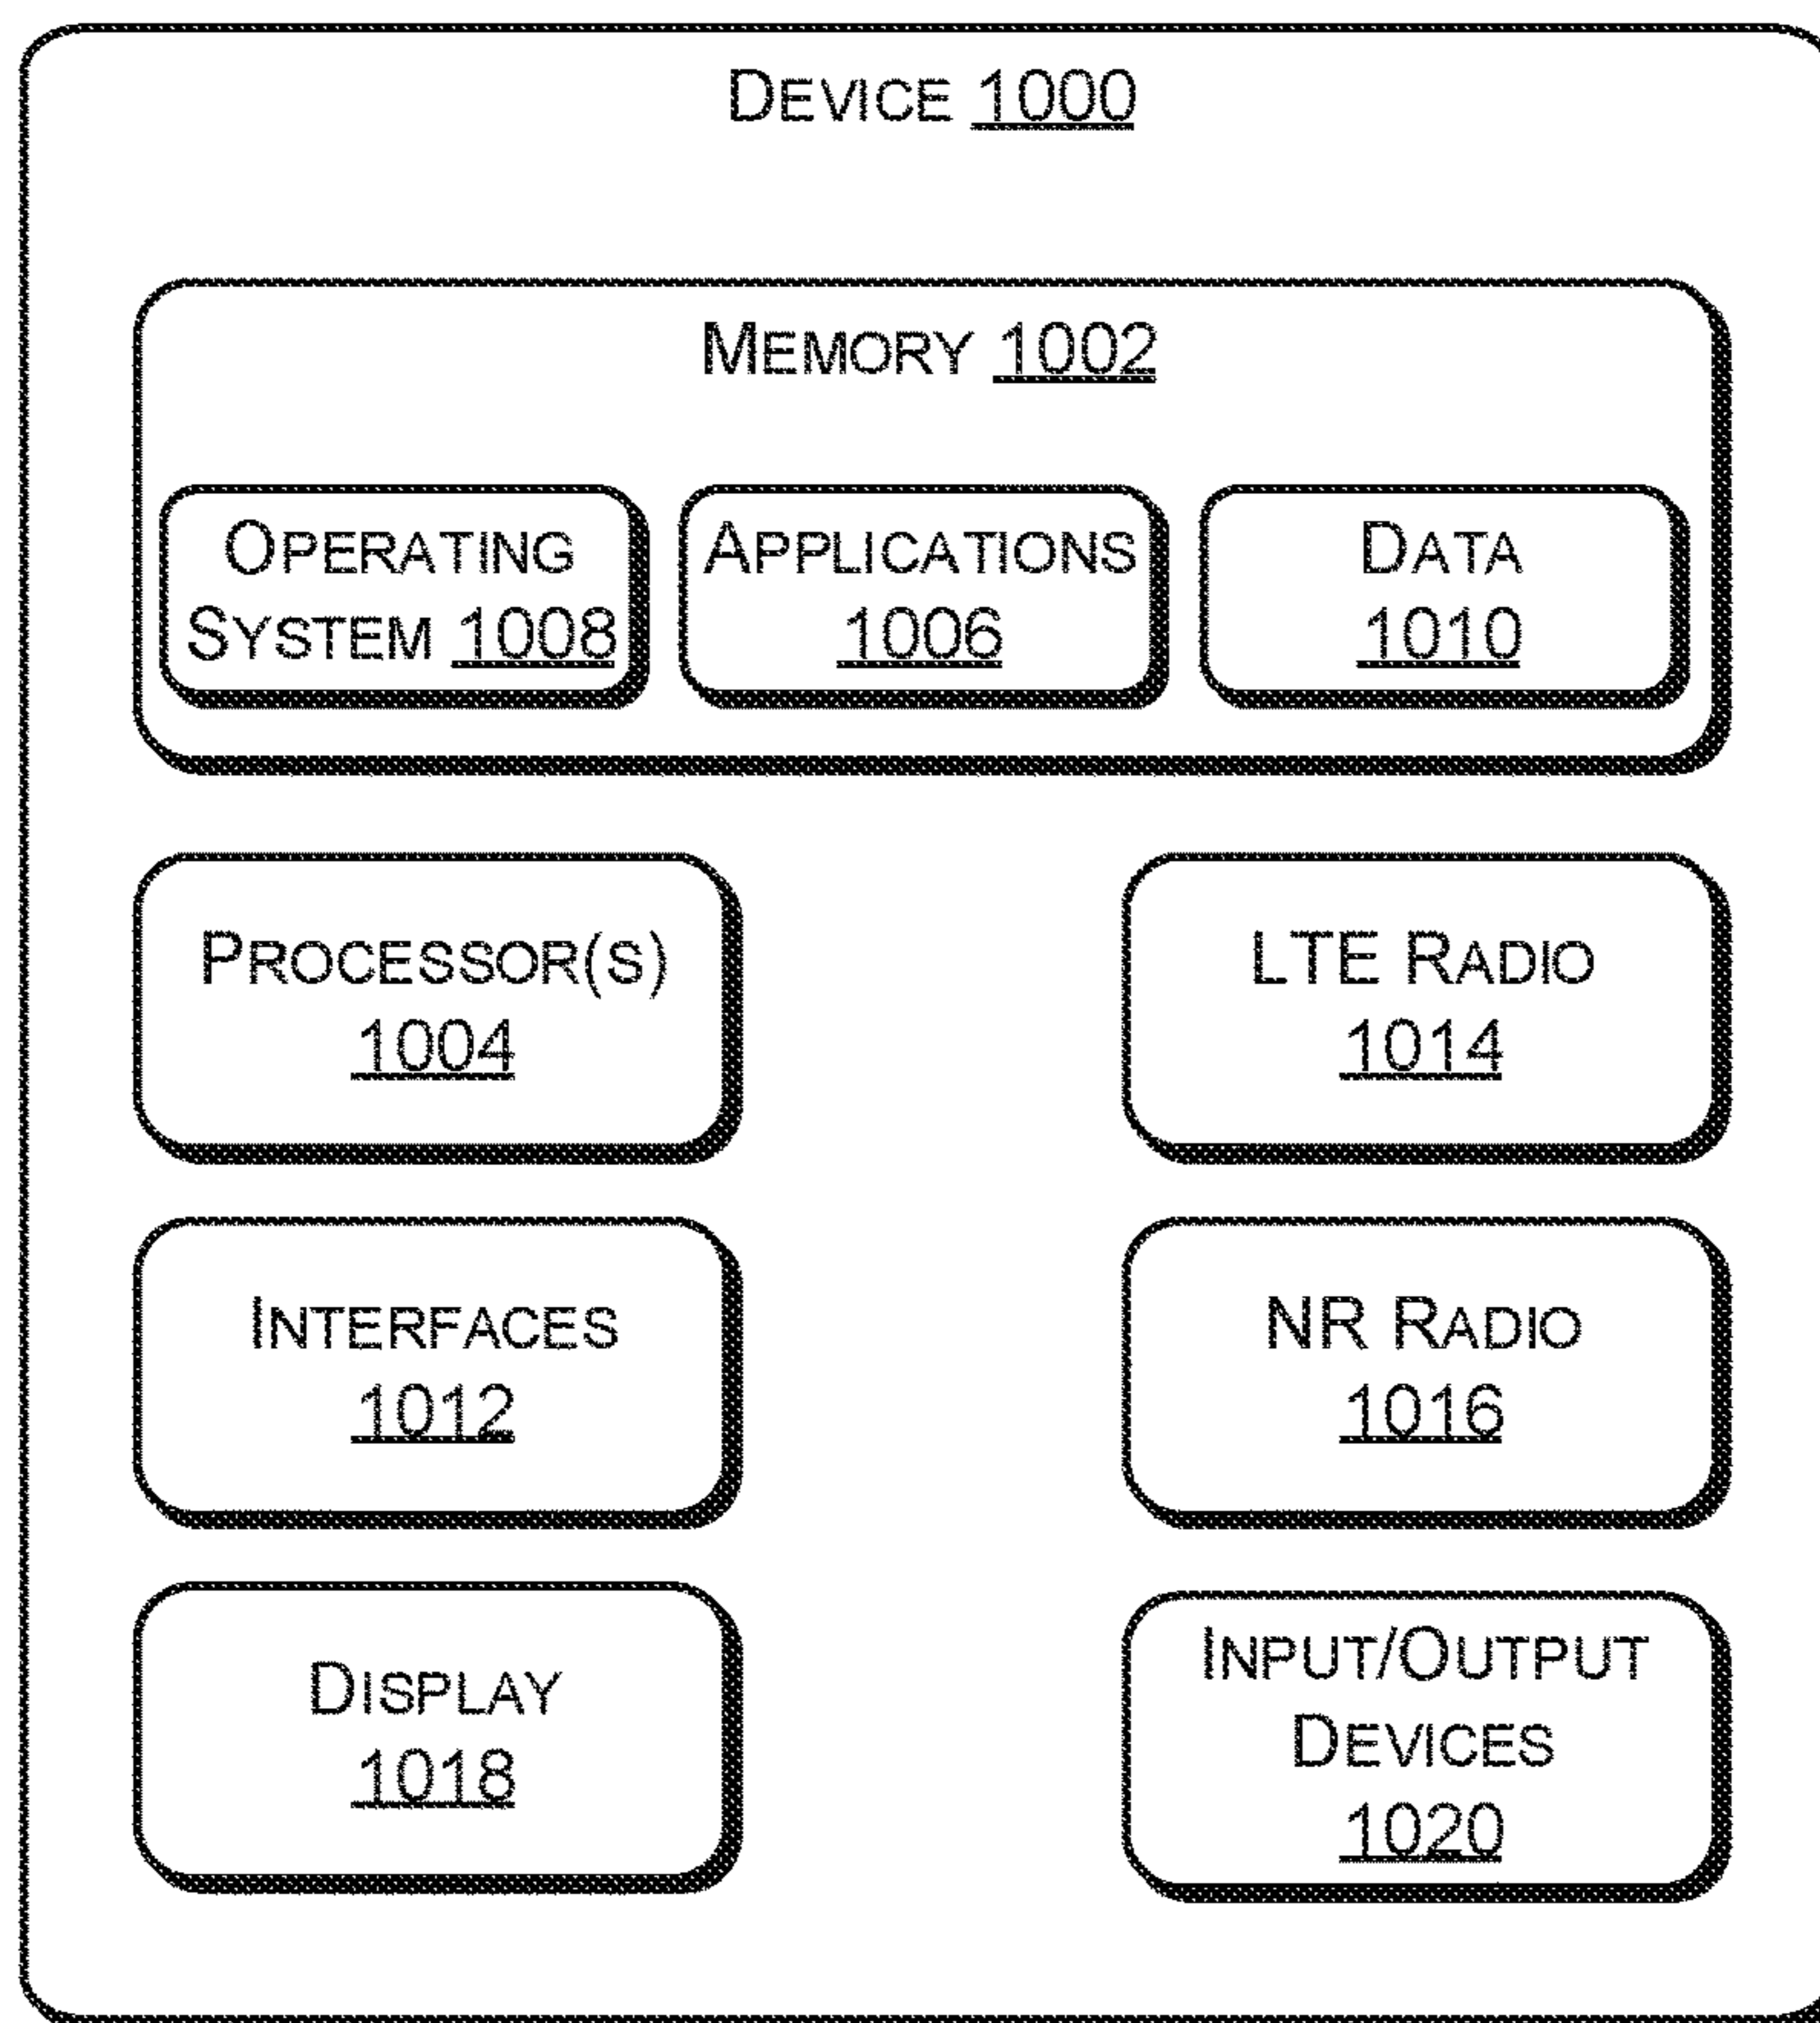 DEVICE 1000
MEMORY 1002
OPERATING
SYSTEM 1008
APPLICATIONS
1006
DATA
1010
PROCESSOR(S)
1004
LTE RADIO
1014
INTERFACES
1012
NR RADIO
1016
DISPLAY
1018
INPUT/OUTPUT
DEVICES
1020